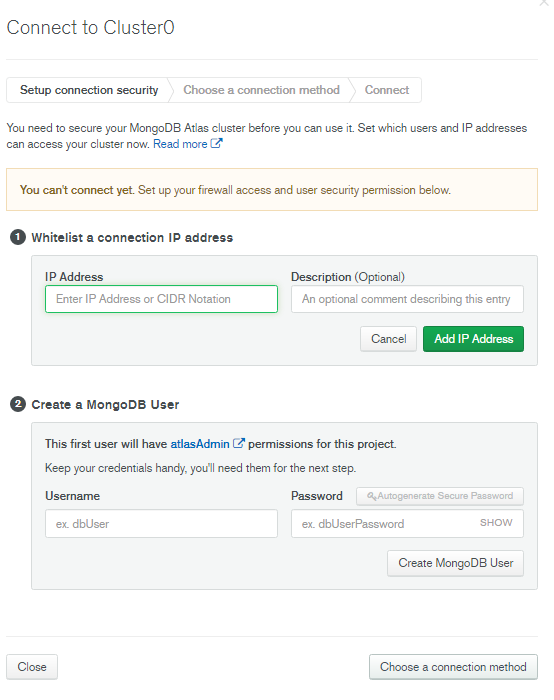 Connect to Cluster0
Setup connection security
Choose a connection method
Connect
You need to secure your MongoDB Atlas cluster before you can use it. Set which users and IP addresses
can access your cluster now. Read more
You can't connect yet. Set up your firewall access and user security permission below.
1 Whitelist a connection IP address
IP Address
Description (Optional)
Enter IP Address or CIDR Notation
An optional comment describing this entry
Cancel
Add IP Address
2 Create a MongoDB User
This first user will have atlasAdmin permissions for this project.
Keep your credentials handy, you'll need them for the next step.
Username
Password
Autogenerate Secure Password
ex. dbUser
ex. dbUserPassword
SHOW
Create MongoDB User
Close
Choose a connection method